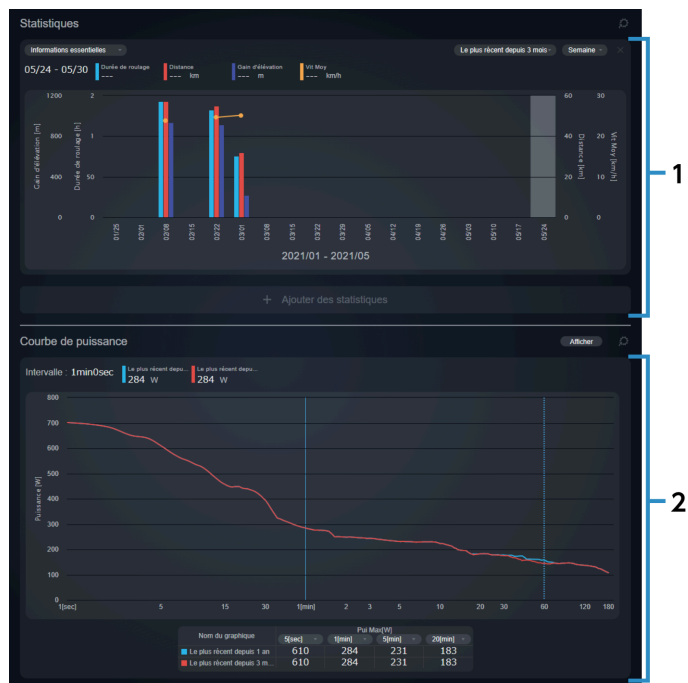 Statistiques
Informations essentielles
Le plus récent depuis 3 mois
Semaine
05/24 - 05/30
Durée de roulage
Distance
Gain d'élévation
Vit Moy
---
--- km
--- m
--- km/h
1200 2 60 30
800 1 40 20
400 50 20 10
0 0 0 0
Gain d'élévation [m]
Durée de roulage [h]
Distance [km]
Vit Moy [km/h]
01/25 02/01 02/08 02/15 02/22 03/01 03/08 03/15 03/22 03/29 04/05 04/12 04/19 04/26 05/03 05/10 05/17 05/24
2021/01 - 2021/05
+ Ajouter des statistiques
1
Courbe de puissance
Afficher
Intervalle : 1min0sec
Le plus récent depu...
284 W
Le plus récent depu...
284 W
800
700
600
500
400
300
200
100
0
Puissance [W]
1[sec] 5 15 30 1[min] 2 3 5 10 20 30 60 120 180
Nom du graphique
Pui Max[W]
5[sec] 1[min] 5[min] 20[min]
Le plus récent depuis 1 an 610 284 231 183
Le plus récent depuis 3 m... 610 284 231 183
2